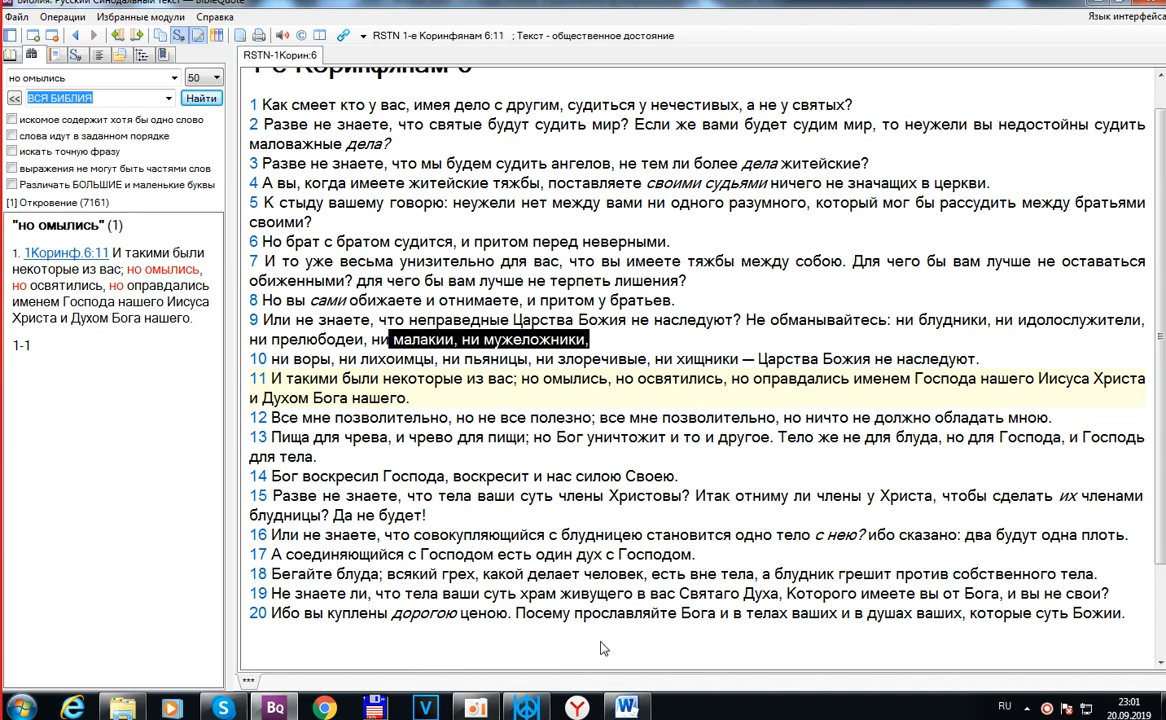 Библия. Русский Синодальный текст — BibleQuote
Файл Операции Избранные модули Справка
Язык интерфейса
RSTN 1-е Коринфянам 6:11 ; Текст - общественное достояние
RSTN-1Корин:6
но омылись 50
<< ВСЯ БИБЛИЯ Найти
искомое содержит хотя бы одно слово
слова идут в заданном порядке
искать точную фразу
выражения не могут быть частями слов
Различать БОЛЬШИЕ и маленькие буквы
[1] Откровение (7161)
"но омылись" (1)
1. 1Коринф.6:11 И такими были
некоторые из вас; но омылись,
но освятились, но оправдались
именем Господа нашего Иисуса
Христа и Духом Бога нашего.
1-1
1-е Коринфянам 6
1 Как смеет кто у вас, имея дело с другим, судиться у нечестивых, а не у святых?
2 Разве не знаете, что святые будут судить мир? Если же вами будет судим мир, то неужели вы недостойны судить
маловажные дела?
3 Разве не знаете, что мы будем судить ангелов, не тем ли более дела житейские?
4 А вы, когда имеете житейские тяжбы, поставляете своими судьями ничего не значащих в церкви.
5 К стыду вашему говорю: неужели нет между вами ни одного разумного, который мог бы рассудить между братьями
своими?
6 Но брат с братом судится, и притом перед неверными.
7 И то уже весьма унизительно для вас, что вы имеете тяжбы между собою. Для чего бы вам лучше не оставаться
обиженными? для чего бы вам лучше не терпеть лишения?
8 Но вы сами обижаете и отнимаете, и притом у братьев.
9 Или не знаете, что неправедные Царства Божия не наследуют? Не обманывайтесь: ни блудники, ни идолослужители,
ни прелюбодеи, ни малакии, ни мужеложники,
10 ни воры, ни лихоимцы, ни пьяницы, ни злоречивые, ни хищники — Царства Божия не наследуют.
11 И такими были некоторые из вас; но омылись, но освятились, но оправдались именем Господа нашего Иисуса Христа
и Духом Бога нашего.
12 Все мне позволительно, но не все полезно; все мне позволительно, но ничто не должно обладать мною.
13 Пища для чрева, и чрево для пищи; но Бог уничтожит и то и другое. Тело же не для блуда, но для Господа, и Господь
для тела.
14 Бог воскресил Господа, воскресит и нас силою Своею.
15 Разве не знаете, что тела ваши суть члены Христовы? Итак отниму ли члены у Христа, чтобы сделать их членами
блудницы? Да не будет!
16 Или не знаете, что совокупляющийся с блудницею становится одно тело с нею? ибо сказано: два будут одна плоть.
17 А соединяющийся с Господом есть один дух с Господом.
18 Бегайте блуда; всякий грех, какой делает человек, есть вне тела, а блудник грешит против собственного тела.
19 Не знаете ли, что тела ваши суть храм живущего в вас Святаго Духа, Которого имеете вы от Бога, и вы не свои?
20 Ибо вы куплены дорогою ценою. Посему прославляйте Бога и в телах ваших и в душах ваших, которые суть Божии.
***
RU
23:01
20.09.2019